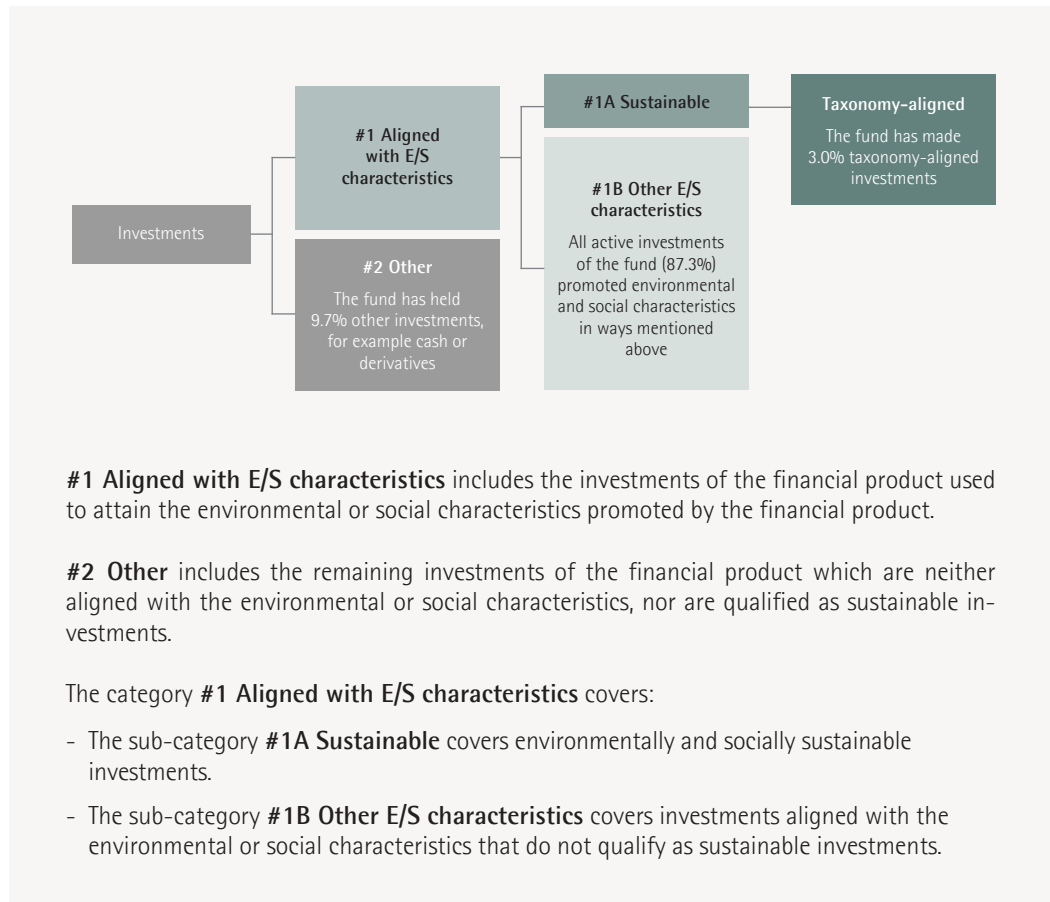 Investments
#1 Aligned
with E/S
characteristics
#2 Other
The fund has held
9.7% other investments,
for example cash or
derivatives
#1A Sustainable
#1B Other E/S
characteristics
All active investments
of the fund (87.3%)
promoted environmental
and social characteristics
in ways mentioned
above
Taxonomy-aligned
The fund has made
3.0% taxonomy-aligned
investments
#1 Aligned with E/S characteristics includes the investments of the financial product used
to attain the environmental or social characteristics promoted by the financial product.
#2 Other includes the remaining investments of the financial product which are neither
aligned with the environmental or social characteristics, nor are qualified as sustainable in-
vestments.
The category #1 Aligned with E/S characteristics covers:
- The sub-category #1A Sustainable covers environmentally and socially sustainable
investments.
- The sub-category #1B Other E/S characteristics covers investments aligned with the
environmental or social characteristics that do not qualify as sustainable investments.